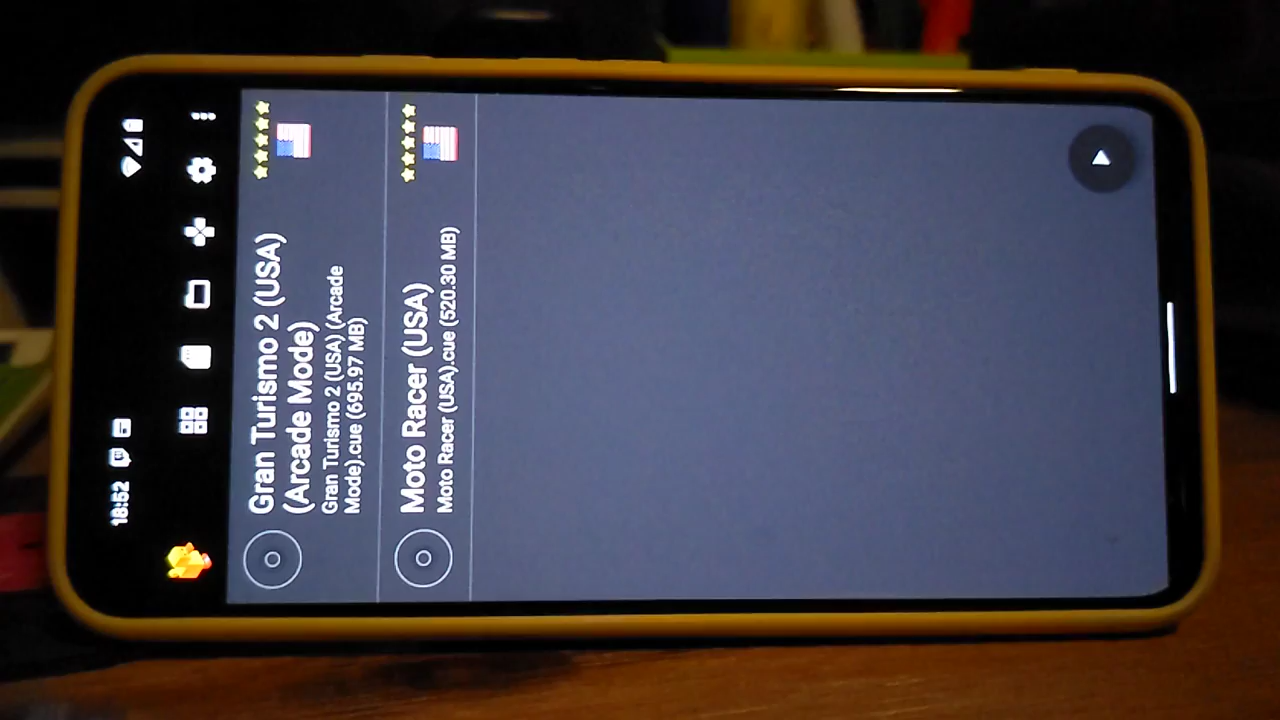 18:52
Gran Turismo 2 (USA)
(Arcade Mode)
Gran Turismo 2 (USA) (Arcade
Mode).cue (695.97 MB)
Moto Racer (USA)
Moto Racer (USA).cue (520.30 MB)